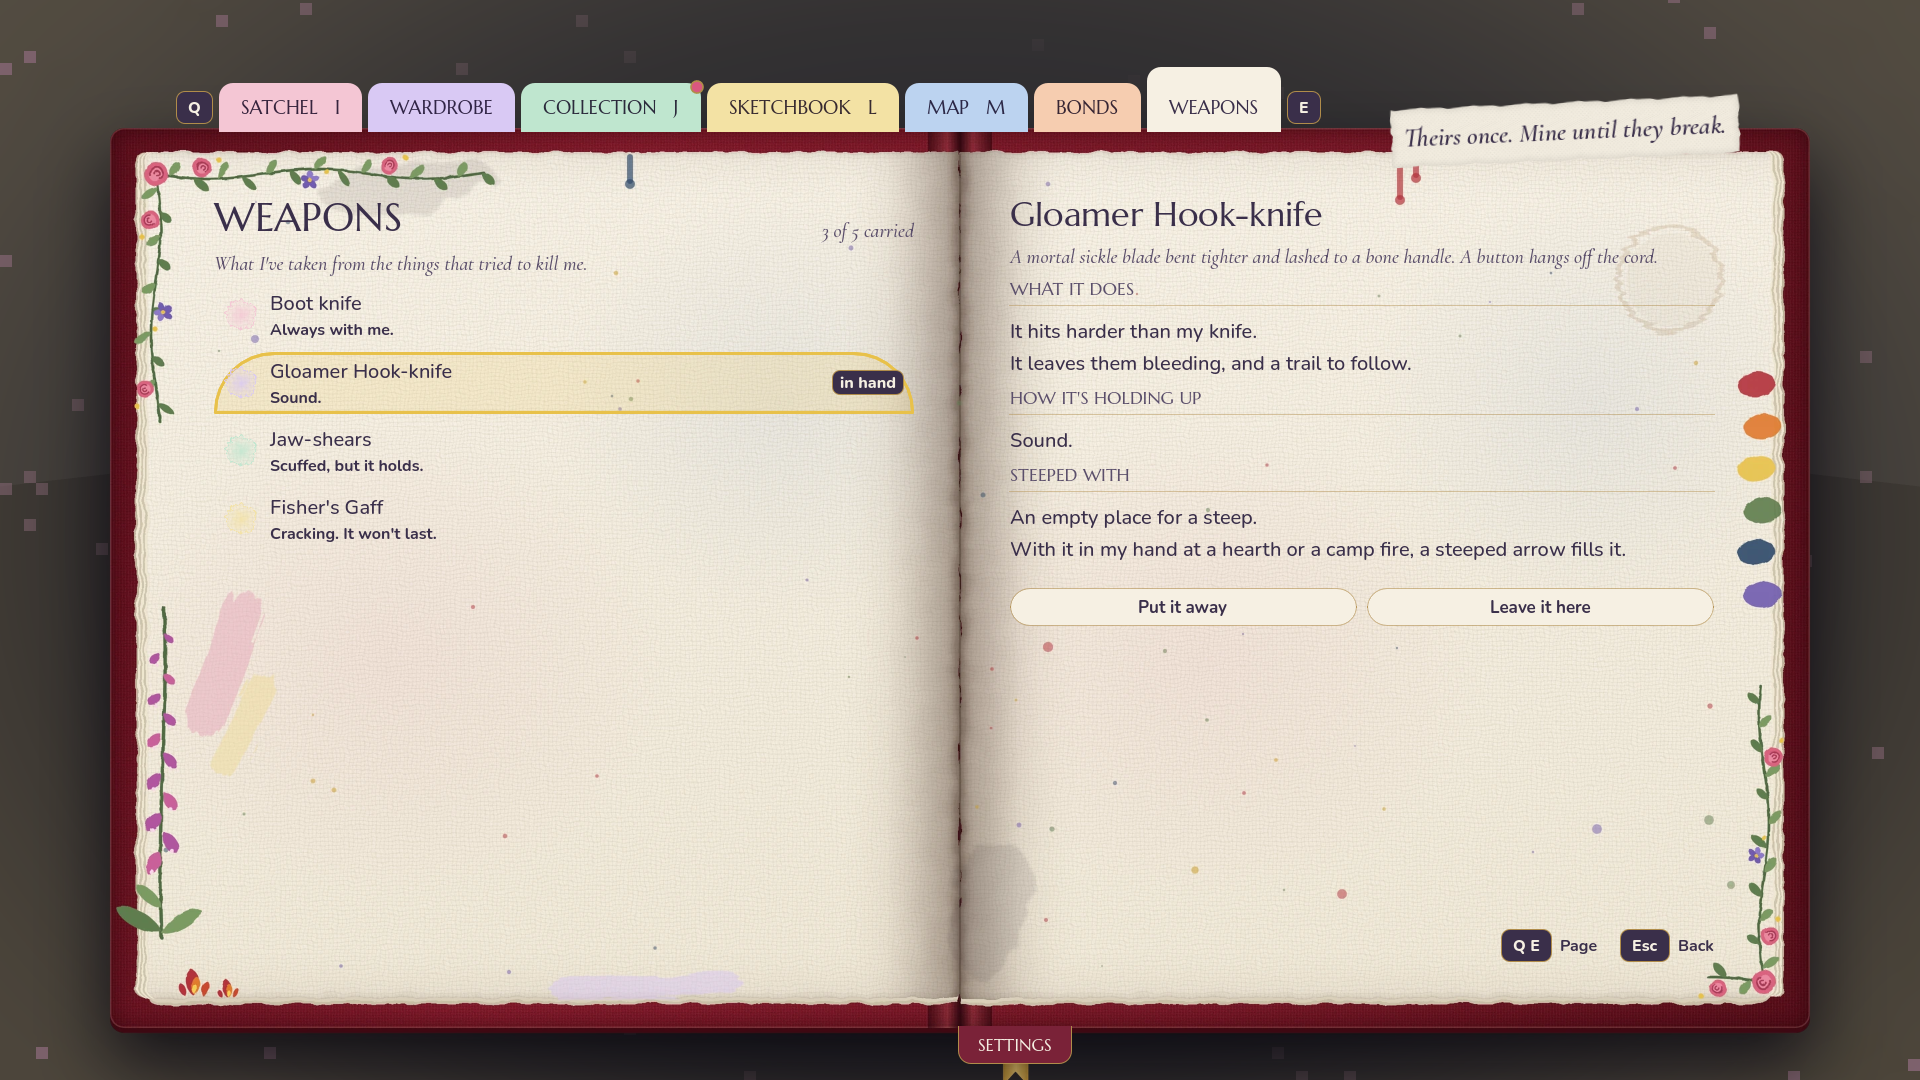 Q SATCHEL I WARDROBE COLLECTION J SKETCHBOOK L MAP M BONDS WEAPONS E
Theirs once. Mine until they break.
WEAPONS
3 of 5 carried
What I've taken from the things that tried to kill me.
Boot knife
Always with me.
Gloamer Hook-knife
Sound.
in hand
Jaw-shears
Scuffed, but it holds.
Fisher's Gaff
Cracking. It won't last.
Gloamer Hook-knife
A mortal sickle blade bent tighter and lashed to a bone handle. A button hangs off the cord.
WHAT IT DOES.
It hits harder than my knife.
It leaves them bleeding, and a trail to follow.
HOW IT'S HOLDING UP
Sound.
STEEPED WITH
An empty place for a steep.
With it in my hand at a hearth or a camp fire, a steeped arrow fills it.
Put it away Leave it here
Q E Page Esc Back
SETTINGS